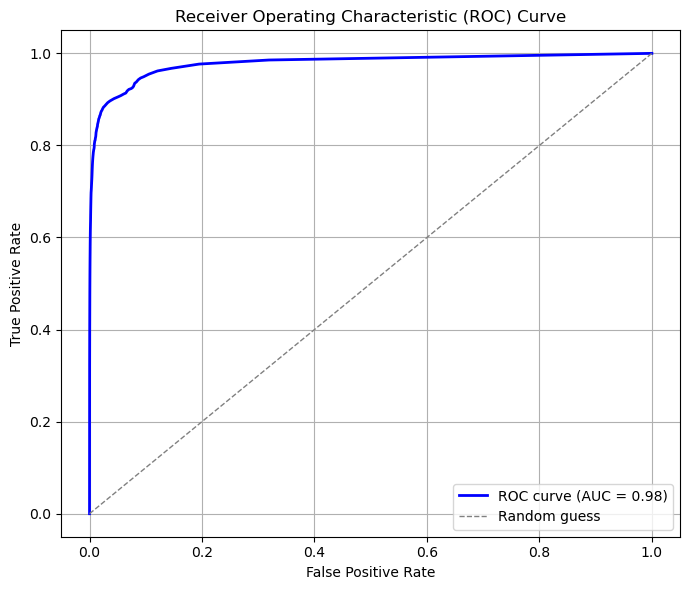 Receiver Operating Characteristic (ROC) Curve
1.0
0.8
0.6
0.4
0.2
0.0
True Positive Rate
ROC curve (AUC = 0.98)
Random guess
0.0 0.2 0.4 0.6 0.8 1.0
False Positive Rate